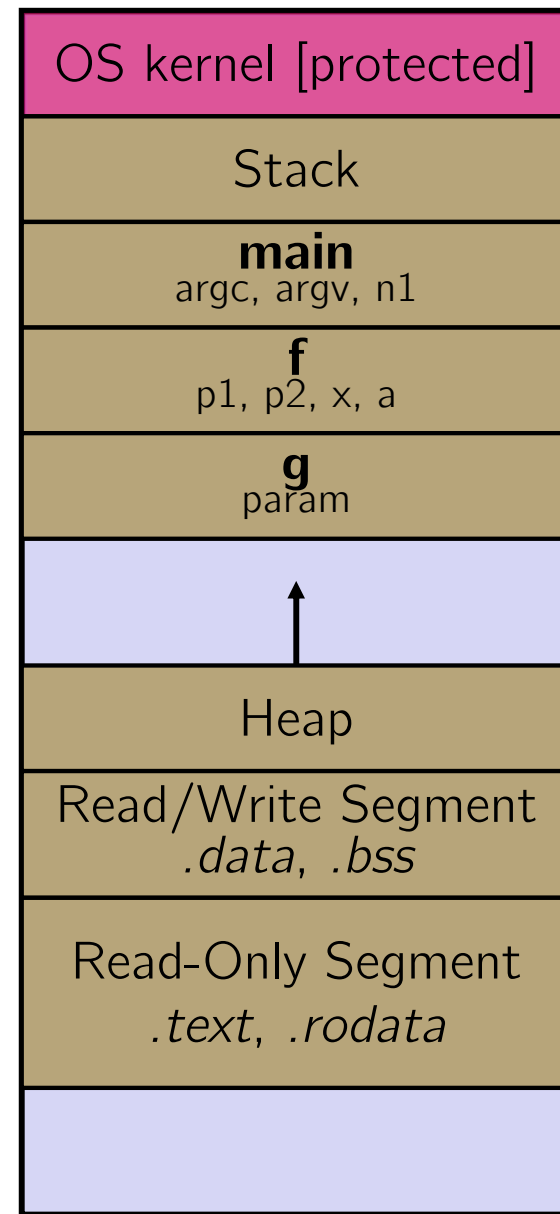 OS kernel [protected]
Stack
main
argc, argv, n1
f
p1, p2, x, a
g
param
Heap
Read/Write Segment
.data, .bss
Read-Only Segment
.text, .rodata